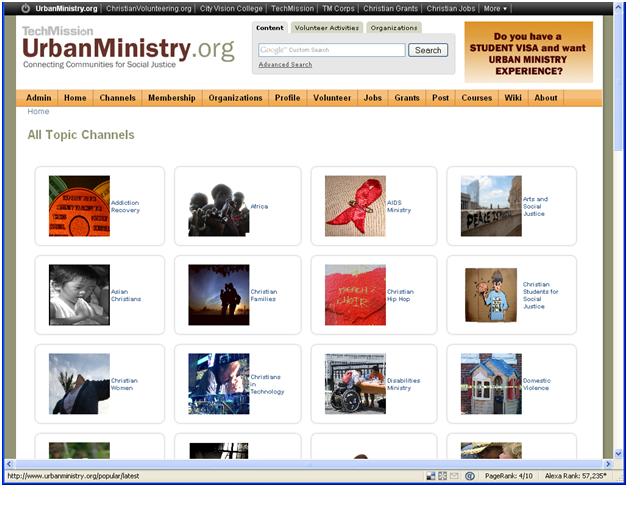 UrbanMinistry.org ChristianVolunteering.org City Vision College TechMission TM Corps Christian Grants Christian Jobs More ▾
TechMission
UrbanMinistry.org
Connecting Communities for Social Justice
Content Volunteer Activities Organizations
Google™ Custom Search Search
Advanced Search
Do you have a
STUDENT VISA and want
URBAN MINISTRY
EXPERIENCE?
Admin Home Channels Membership Organizations Profile Volunteer Jobs Grants Post Courses Wiki About
Home
All Topic Channels
Addiction
Recovery
Africa
AIDS
Ministry
Arts and
Social
Justice
PEACE
Asian
Christians
Christian
Families
Christian
Hip Hop
Christian
Students for
Social
Justice
Christian
Women
Christians
in
Technology
Disabilities
Ministry
Domestic
Violence
http://www.urbanministry.org/popular/latest PageRank: 4/10 Alexa Rank: 57,235*